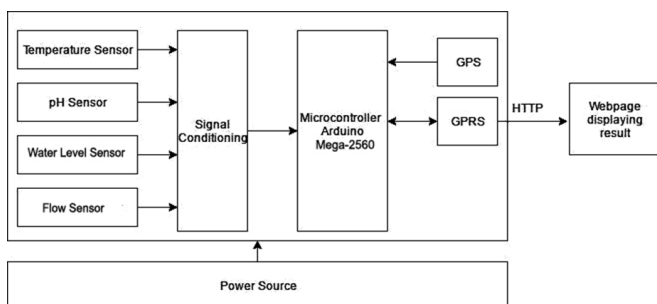 Temperature Sensor
pH Sensor
Water Level Sensor
Flow Sensor
Signal
Conditioning
Microcontroller
Arduino
Mega-2560
GPS
GPRS
HTTP
Webpage
displaying
result
Power Source